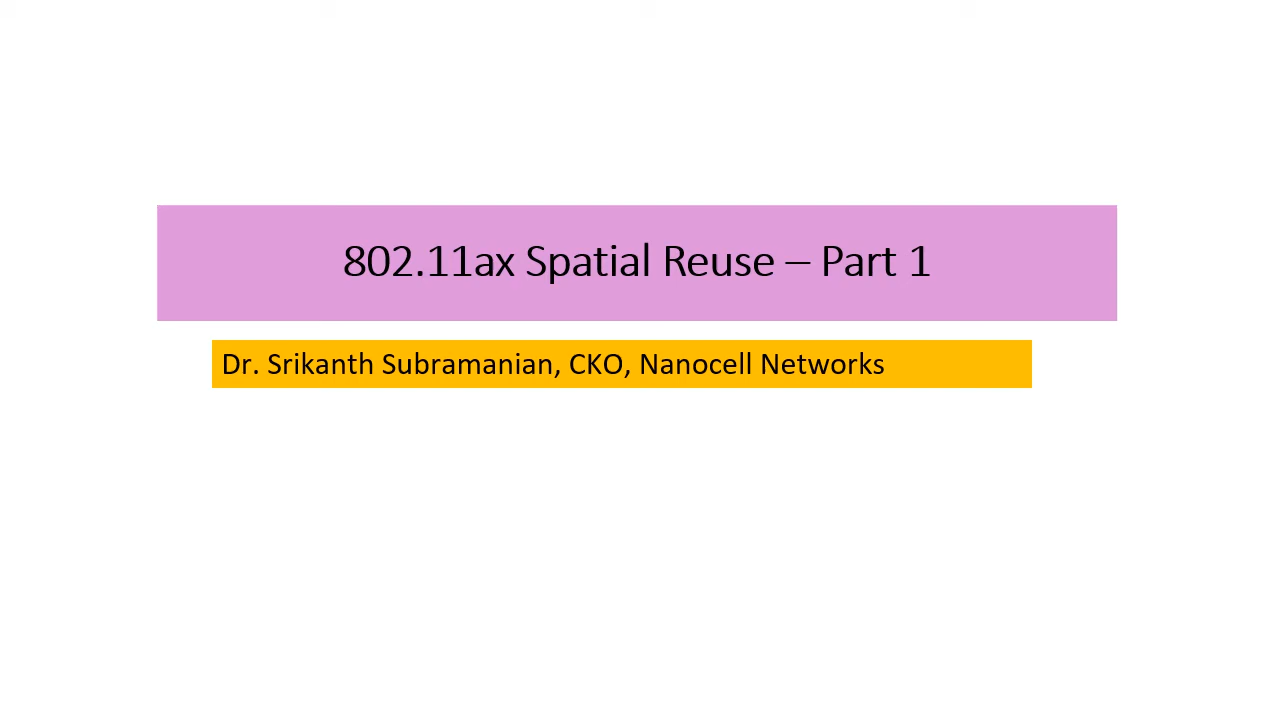 802.11ax Spatial Reuse – Part 1
Dr. Srikanth Subramanian, CKO, Nanocell Networks